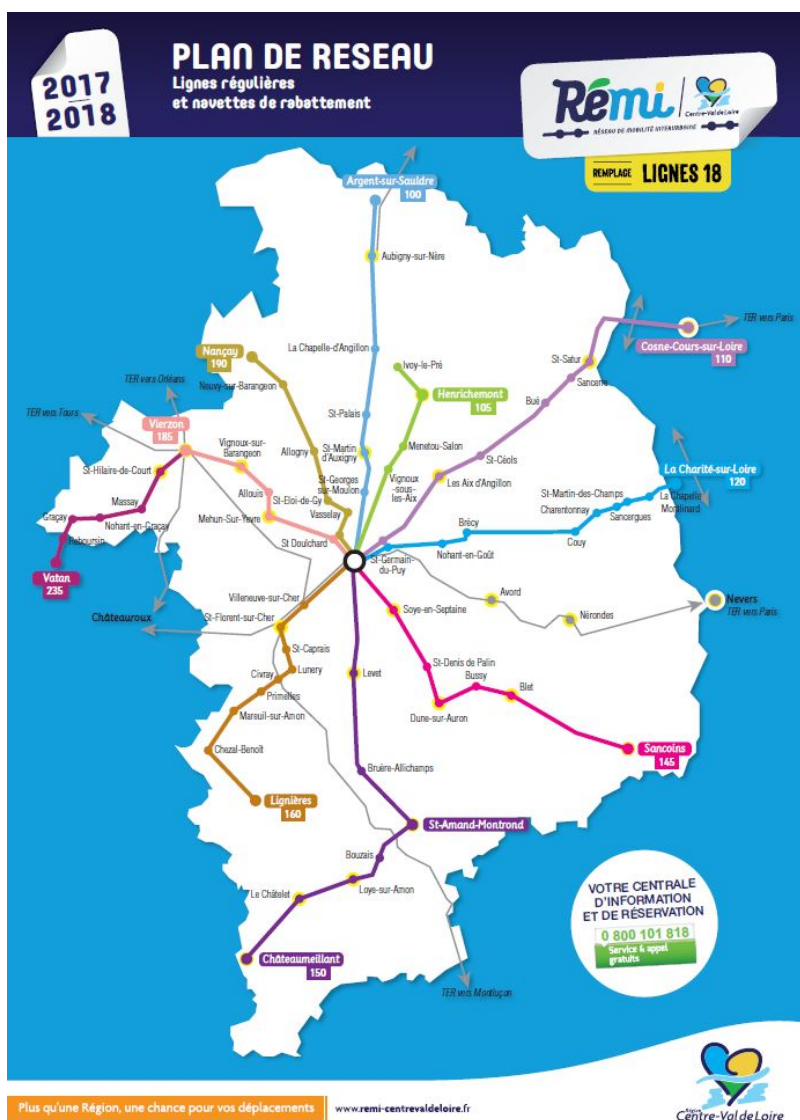 2017
2018
PLAN DE RESEAU
Lignes régulières
et navettes de rabattement
Rémi
Centre-Val de Loire
RÉSEAU DE MOBILITÉ INTERURBAINE
REMPLACE LIGNES 18
Argent-sur-Sauldre
100
Aubigny-sur-Nère
TER vers Paris
Cosne-Cours-sur-Loire
110
La Chapelle-d'Angillon
Nançay
190
Neuvy-sur-Barangeon
Ivoy-le-Pré
St-Satur
Sancerre
TER vers Orléans
Henrichemont
105
Bué
TER vers Tours
Vierzon
185
St-Palais
Vignoux-sur-
Barangeon
Allogny
St-Martin
d'Auxigny
Menetou-Salon
St-Céols
St-Hilaire-de-Court
La Charité-sur-Loire
120
St-Georges
sur-Moulon
Vignoux
-sous-
les-Aix
Les Aix d'Angillon
Allouis
St-Eloi-de-Gy
St-Martin-des-Champs
La Chapelle
Montlinard
Massay
Charentonnay
Graçay
Mehun-Sur-Yevre
Vasselay
Sancergues
Nohant-en-Graçay
Brécy
Reboursin
St Doulchard
Couy
Nohant-en-Goût
St-Germain-
du-Puy
Vatan
235
Villeneuve-sur-Cher
Avord
Nevers
TER vers Paris
Châteauroux
St-Florent-sur-Cher
Soye-en-Septaine
Nérondes
St-Caprais
St-Denis de Palin
Civray
Lunery
Levet
Bussy
Blet
Primelles
Mareuil-sur-Arnon
Dune-sur-Auron
Chezal-Benoît
Sancoins
145
Bruère-Allichamps
Lignières
160
St-Amand-Montrond
Bouzais
Le Châtelet
Loye-sur-Arnon
VOTRE CENTRALE
D'INFORMATION
ET DE RÉSERVATION
0 800 101 818
Service & appel
gratuits
Châteaumeillant
150
TER vers Montluçon
Plus qu'une Région, une chance pour vos déplacements
www.remi-centrevaldeloire.fr
Région
Centre-Val de Loire